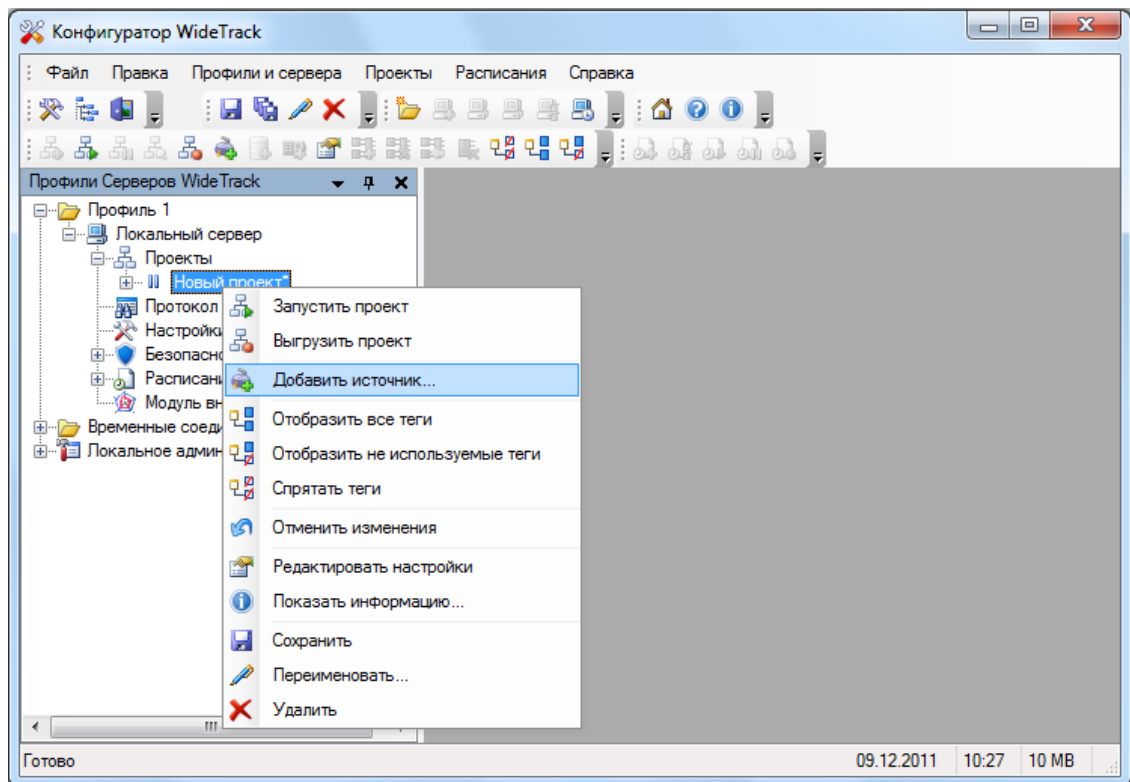 Конфигуратор WideTrack
Файл Правка Профили и сервера Проекты Расписания Справка
Профили Серверов WideTrack
Профиль 1
Локальный сервер
Проекты
Новый проект*
Протокол
Настройки
Безопасно
Расписани
Модуль вн
Временные соеди
Локальное админ
Запустить проект
Выгрузить проект
Добавить источник...
Отобразить все теги
Отобразить не используемые теги
Спрятать теги
Отменить изменения
Редактировать настройки
Показать информацию...
Сохранить
Переименовать...
Удалить
Готово 09.12.2011 10:27 10 MB